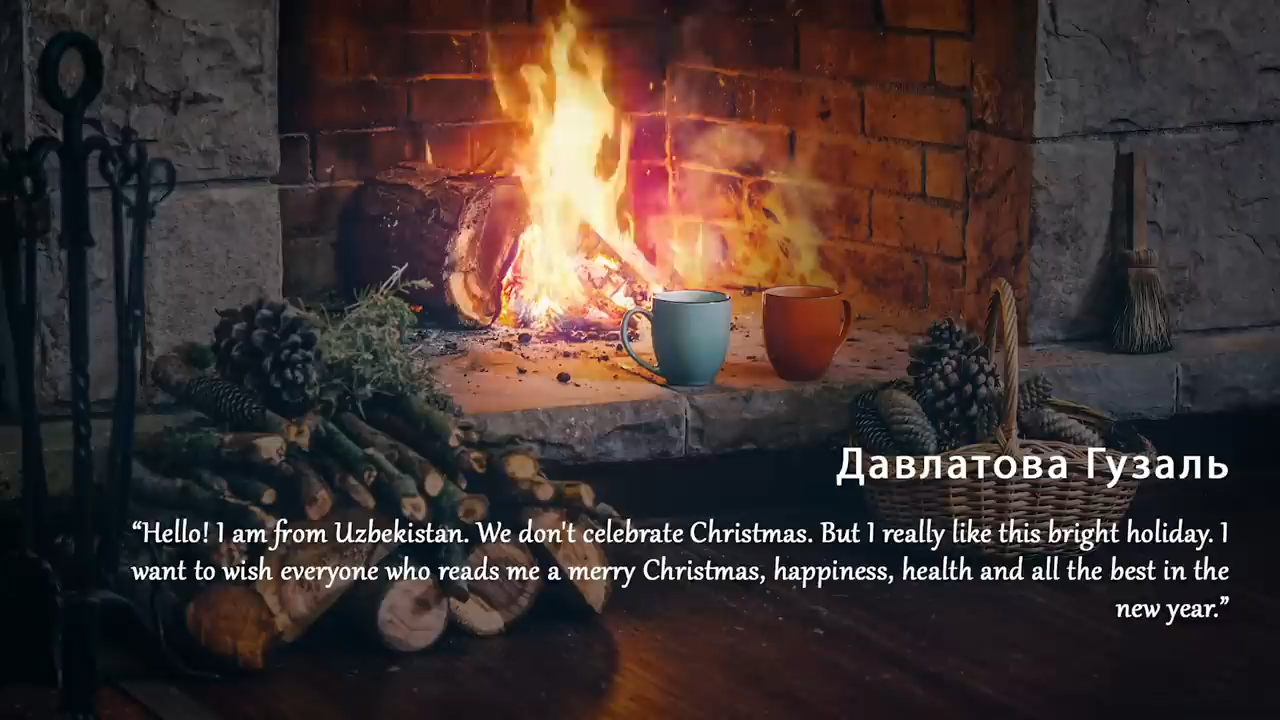 Давлатова Гузаль
“Hello! I am from Uzbekistan. We don't celebrate Christmas. But I really like this bright holiday. I
want to wish everyone who reads me a merry Christmas, happiness, health and all the best in the
new year.”